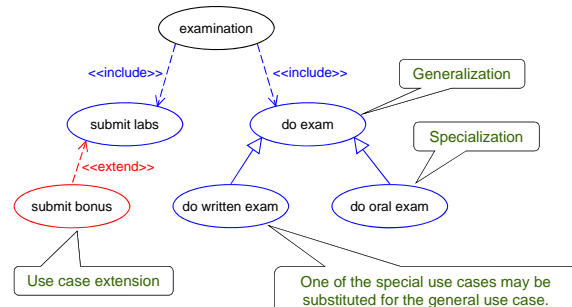 examination
<<include>>
<<include>>
Generalization
submit labs
do exam
Specialization
<<extend>>
submit bonus
do written exam
do oral exam
Use case extension
One of the special use cases may be
substituted for the general use case.